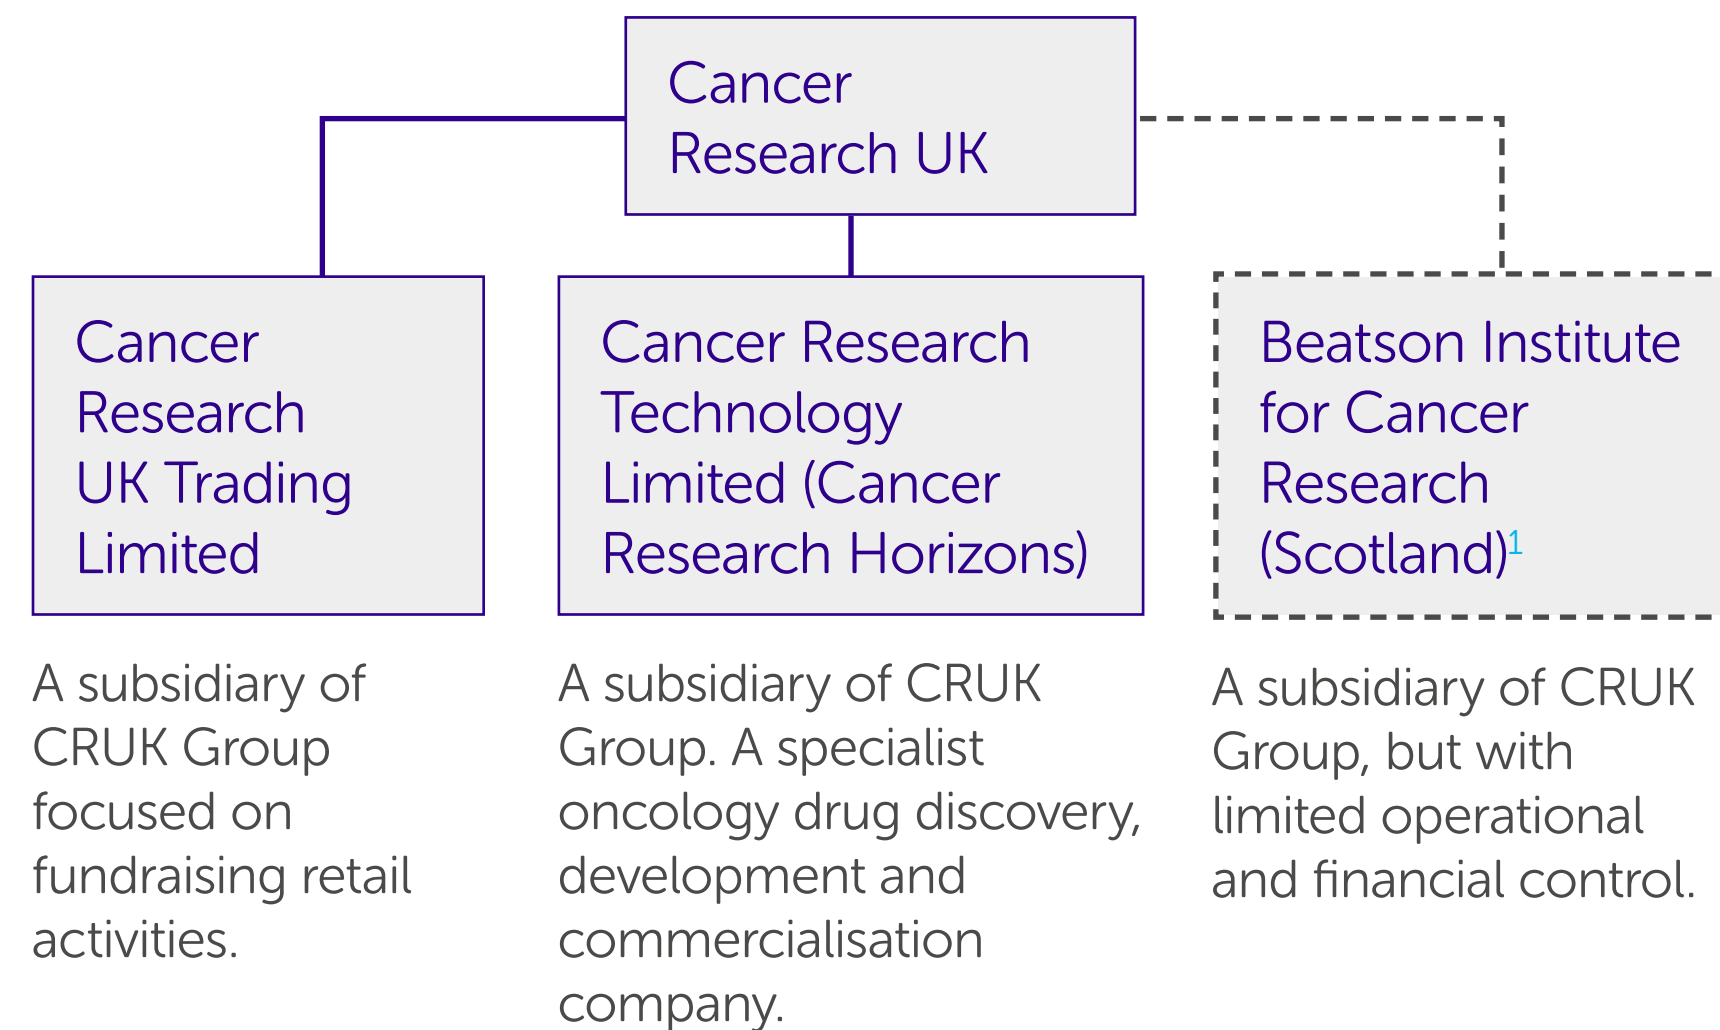 Cancer
Research UK
Cancer
Research
UK Trading
Limited
Cancer Research
Technology
Limited (Cancer
Research Horizons)
Beatson Institute
for Cancer
Research
(Scotland)1
A subsidiary of
CRUK Group
focused on
fundraising retail
activities.
A subsidiary of CRUK
Group. A specialist
oncology drug discovery,
development and
commercialisation
company.
A subsidiary of CRUK
Group, but with
limited operational
and financial control.